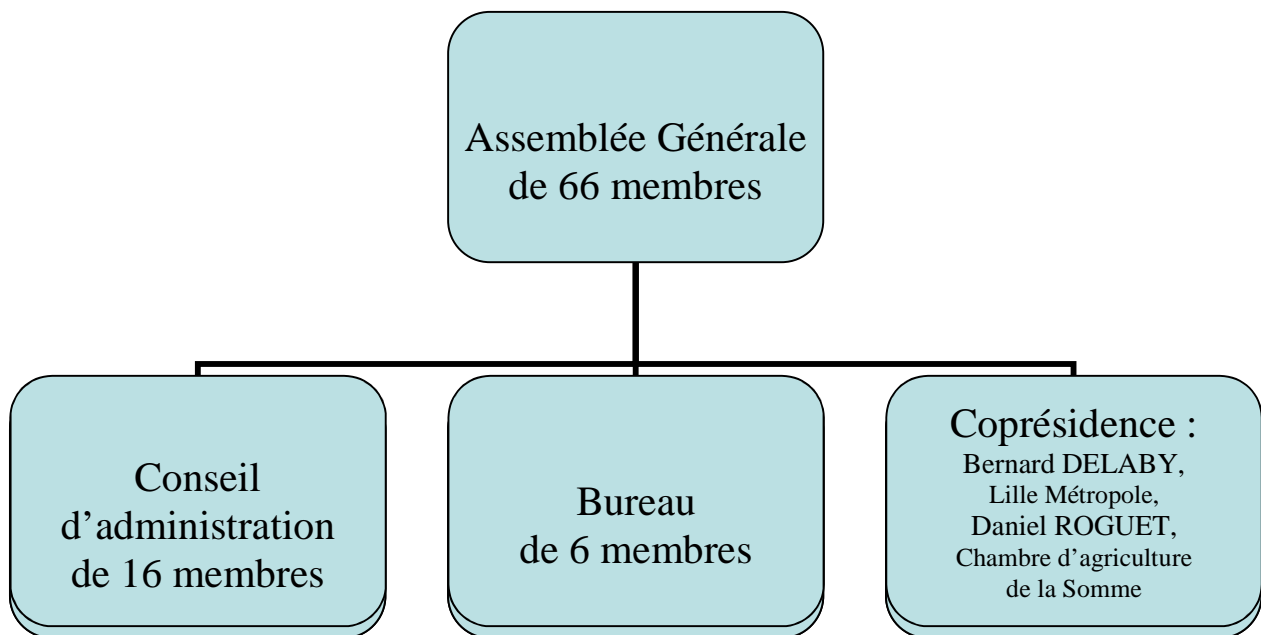 Assemblée Générale
de 66 membres
Conseil
d’administration
de 16 membres
Bureau
de 6 membres
Coprésidence :
Bernard DELABY,
Lille Métropole,
Daniel ROGUET,
Chambre d’agriculture
de la Somme